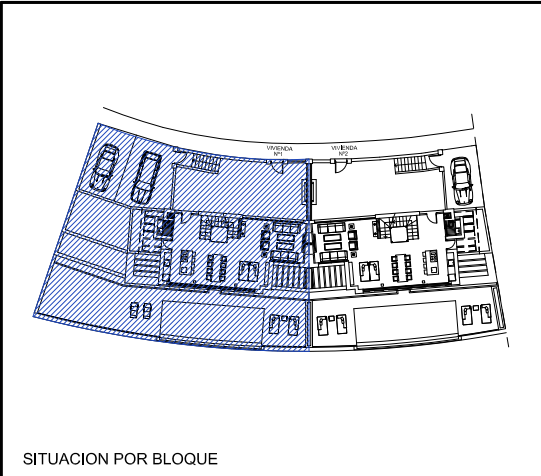 VIVIENDA
Nº1
VIVIENDA
Nº2
SITUACION POR BLOQUE